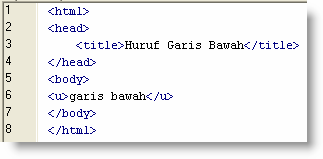 1 <html>
2 <head>
3     <title>Huruf Garis Bawah</title>
4 </head>
5 <body>
6 <u>garis bawah</u>
7 </body>
8 </html>